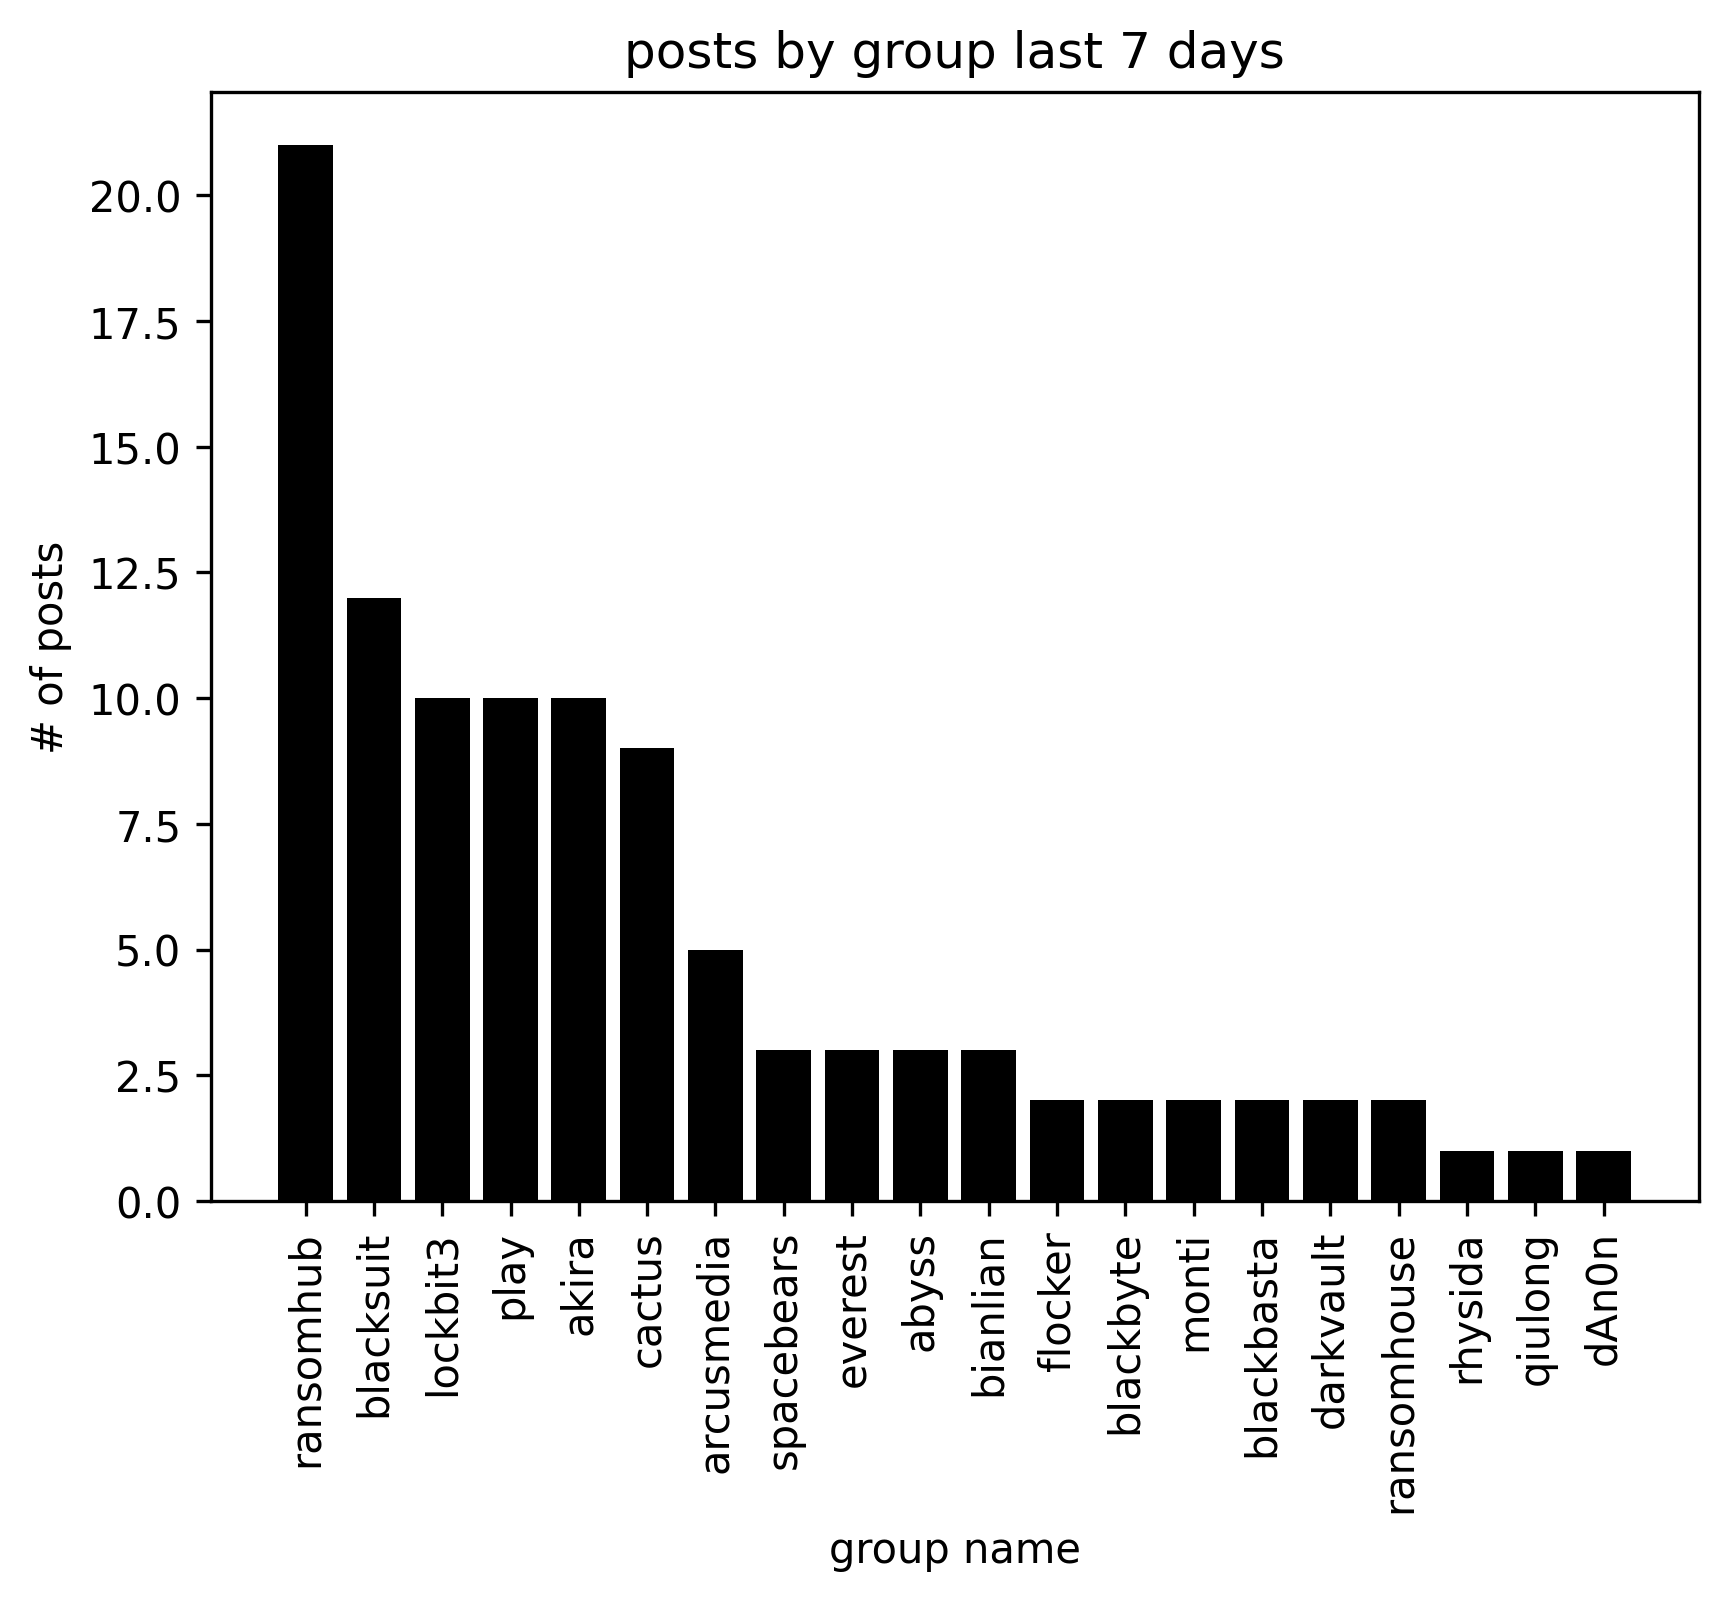 posts by group last 7 days
20.0
17.5
15.0
12.5
10.0
7.5
5.0
2.5
0.0
# of posts
ransomhub
blacksuit
lockbit3
play
akira
cactus
arcusmedia
spacebears
everest
abyss
bianlian
flocker
blackbyte
monti
blackbasta
darkvault
ransomhouse
rhysida
qiulong
dAn0n
group name